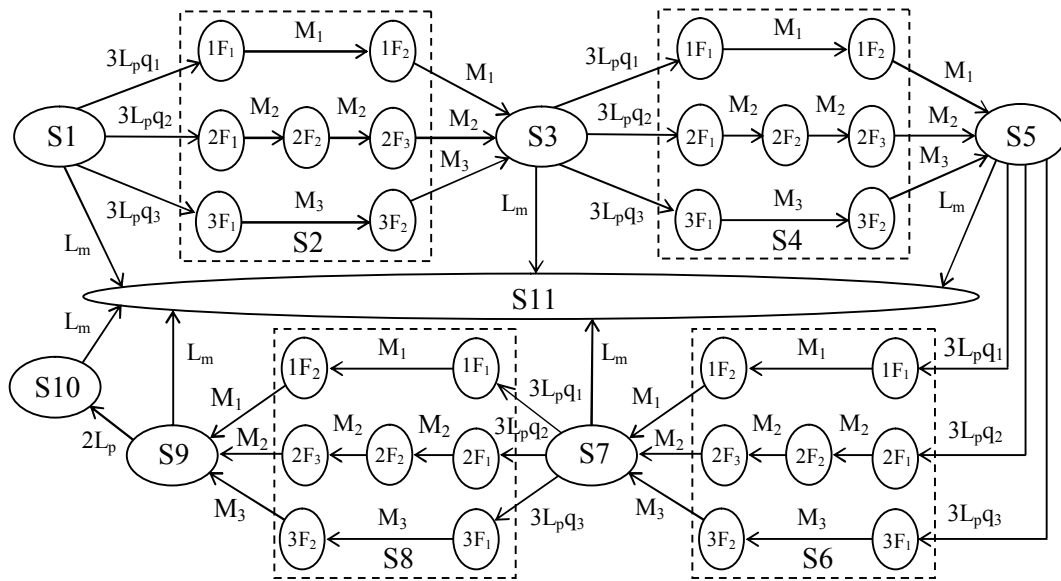 M₁ M₁
1F₁ 1F₂ 1F₁ 1F₂
3Lₚq₁ M₁ 3Lₚq₁ M₁
M₂ M₂ M₂ M₂
3Lₚq₂ M₂ 3Lₚq₂ M₂
S1 2F₁ 2F₂ 2F₃ S3 2F₁ 2F₂ 2F₃ S5
M₃ M₃
3Lₚq₃ M₃ 3Lₚq₃ M₃
1
3F₁ 3F₂ 3F₁ 3F₂
Lₘ S2 Lₘ S4 Lₘ
S11
Lₘ Lₘ Lₘ
M₁ M₁ 3Lₚq₁
S10 1F₂ 1F₁ 1F₂ 1F₁
M₁ 3Lₚq₁ M₁
2Lₚ M₂ M₂ M₂ 3Lₚq₂ M₂ M₂ M₂ 3Lₚq₂
S9 2F₃ 2F₂ 2F₁ S7 2F₃ 2F₂ 2F₁
M₃ M₃ 3Lₚq₃ M₃ M₃ 3Lₚq₃
3F₂ 3F₁ 3F₂ 3F₁
S8 S6